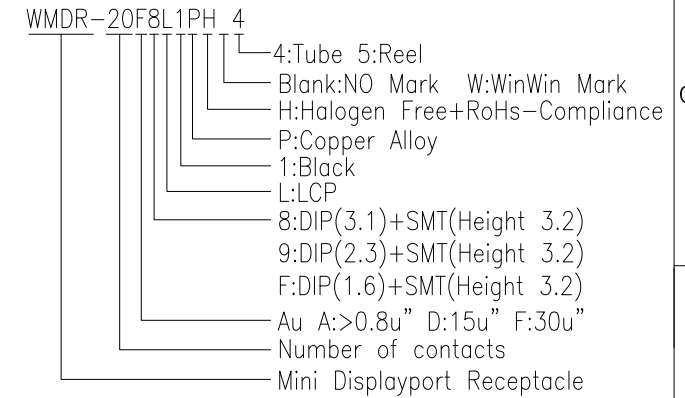 WMDR-20F8L1PH 4
4:Tube 5:Reel
Blank:NO Mark W:WinWin Mark
H:Halogen Free+RoHs-Compliance
P:Copper Alloy
1:Black
L:LCP
8:DIP(3.1)+SMT(Height 3.2)
9:DIP(2.3)+SMT(Height 3.2)
F:DIP(1.6)+SMT(Height 3.2)
Au A:>0.8u" D:15u" F:30u"
Number of contacts
Mini Displayport Receptacle